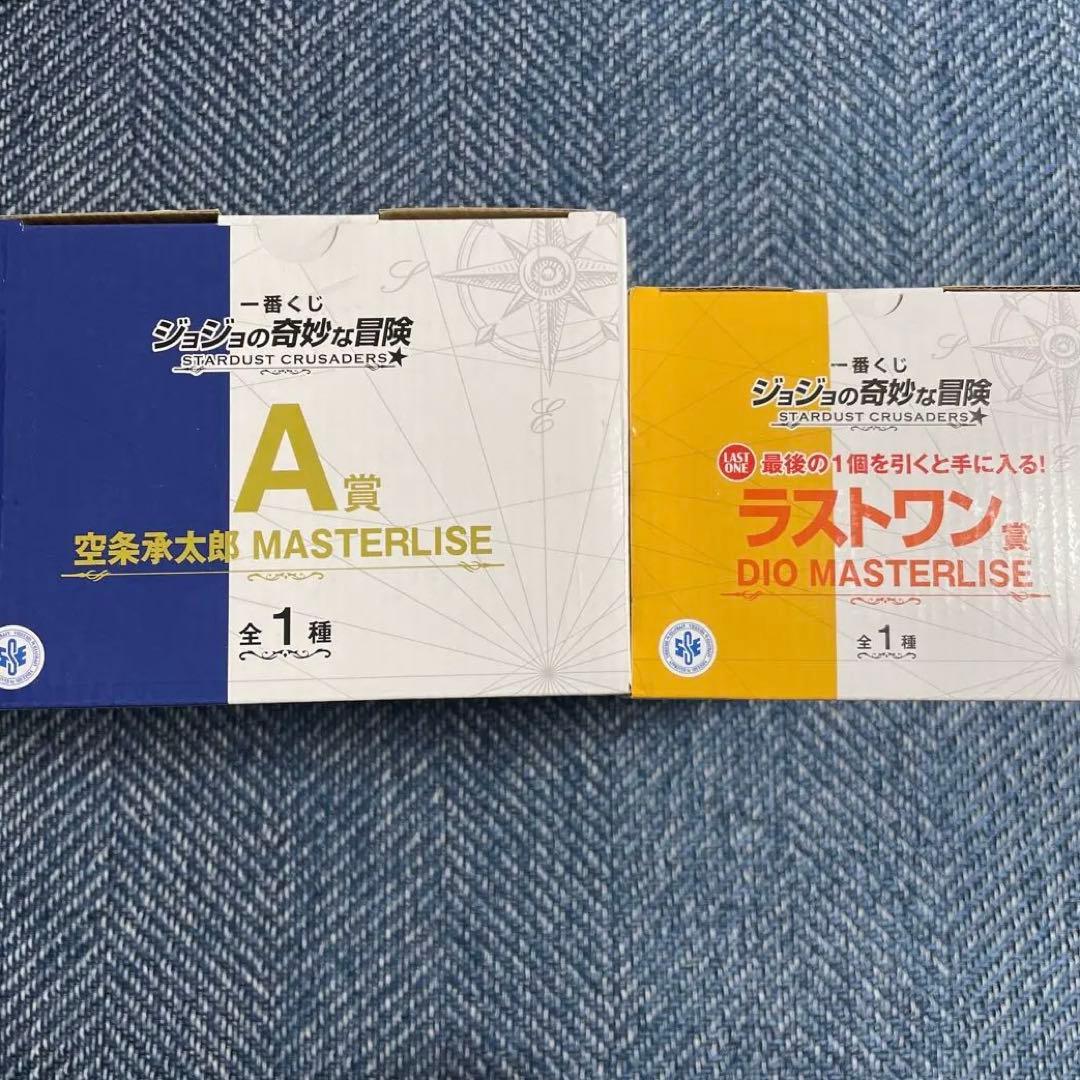 一番くじ
ジョジョの奇妙な冒険
STARDUST CRUSADERS★
A賞
空条承太郎 MASTERLISE
全1種
S
E
一番くじ
ジョジョの奇妙な冒険
STARDUST CRUSADERS★
LAST ONE 最後の1個を引くと手に入る!
ラストワン賞
DIO MASTERLISE
全1種